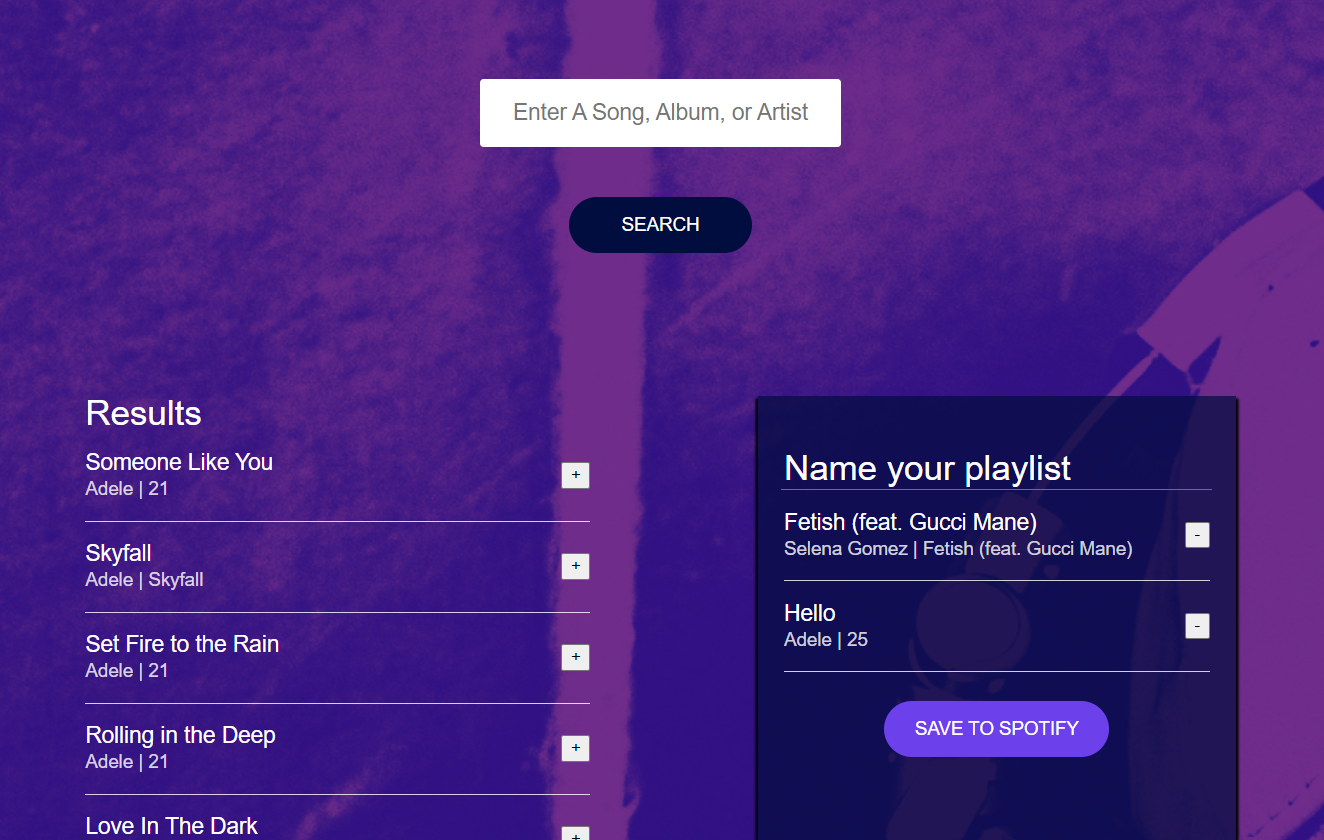 Enter A Song, Album, or Artist
SEARCH
Results
Someone Like You
Adele | 21
+
Skyfall
Adele | Skyfall
+
Set Fire to the Rain
Adele | 21
+
Rolling in the Deep
Adele | 21
+
Love In The Dark
+
Name your playlist
Fetish (feat. Gucci Mane)
Selena Gomez | Fetish (feat. Gucci Mane)
-
Hello
Adele | 25
-
SAVE TO SPOTIFY